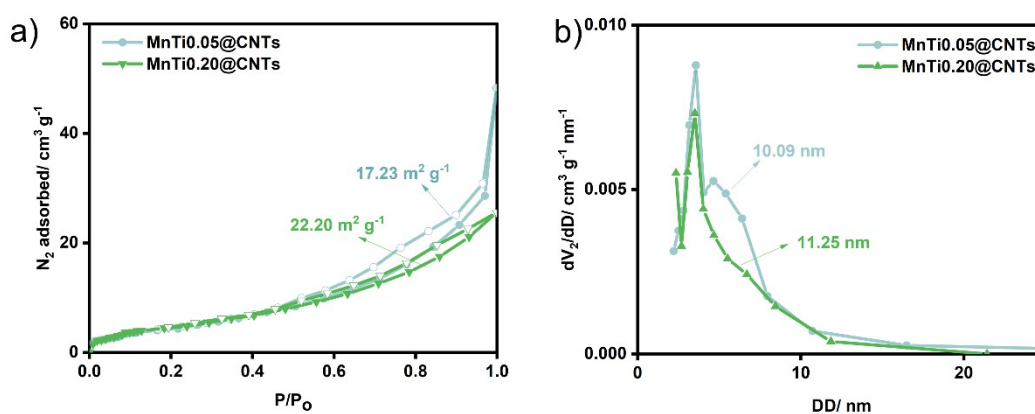 a)
60
40
20
0
0.0 0.2 0.4 0.6 0.8 1.0
N₂ adsorbed/ cm³ g⁻¹
P/Pₒ
MnTi0.05@CNTs
MnTi0.20@CNTs
17.23 m² g⁻¹
22.20 m² g⁻¹
b)
0.010
0.005
0.000
0 10 20
dV₂/dD/ cm³ g⁻¹ nm⁻¹
DD/ nm
MnTi0.05@CNTs
MnTi0.20@CNTs
10.09 nm
11.25 nm